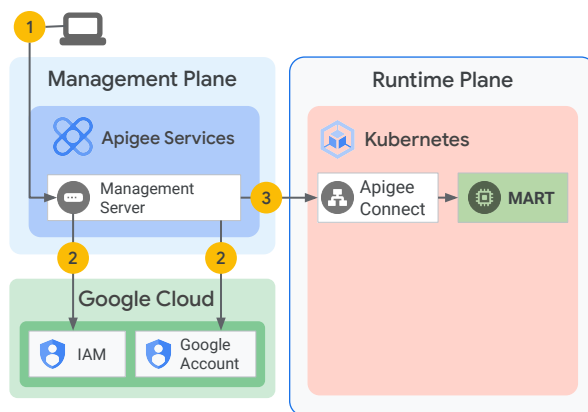 1
Management Plane
Runtime Plane
Apigee Services
Kubernetes
Management
Server
3
Apigee
Connect
MART
2
2
Google Cloud
IAM
Google
Account